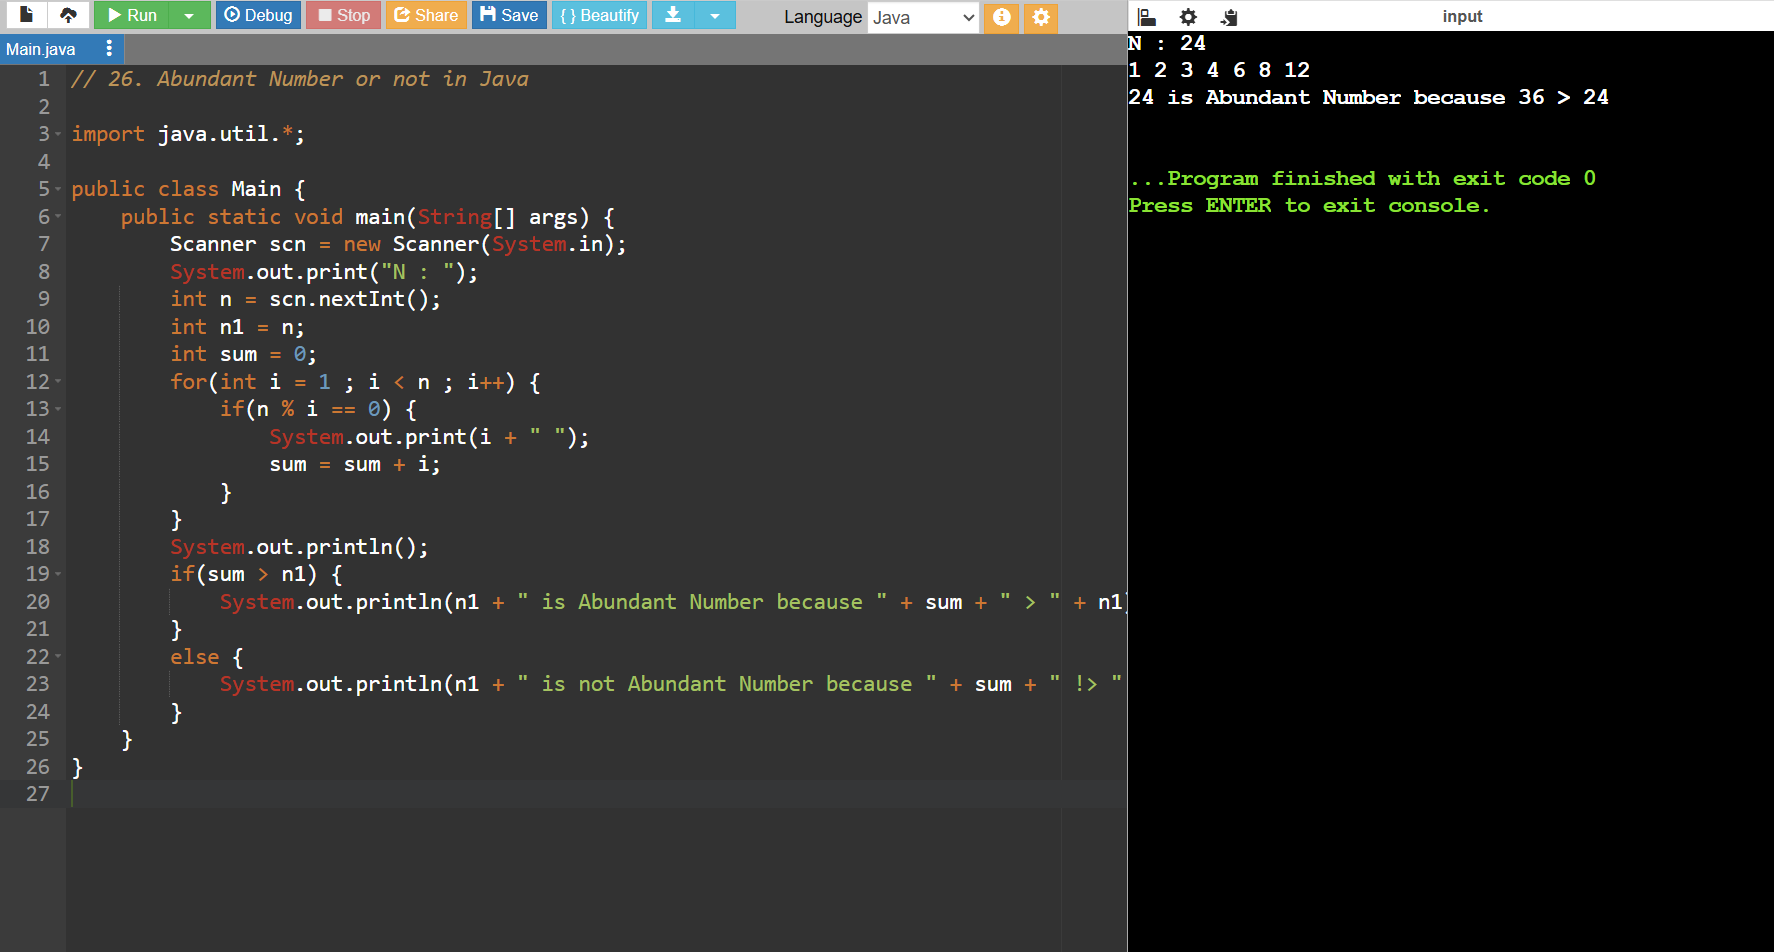 Run Debug Stop Share Save { } Beautify Language Java
Main.java
1 // 26. Abundant Number or not in Java
2
3 import java.util.*;
4
5 public class Main {
6 public static void main(String[] args) {
7 Scanner scn = new Scanner(System.in);
8 System.out.print("N : ");
9 int n = scn.nextInt();
10 int n1 = n;
11 int sum = 0;
12 for(int i = 1 ; i < n ; i++) {
13 if(n % i == 0) {
14 System.out.print(i + " ");
15 sum = sum + i;
16 }
17 }
18 System.out.println();
19 if(sum > n1) {
20 System.out.println(n1 + " is Abundant Number because " + sum + " > " + n1)
21 }
22 else {
23 System.out.println(n1 + " is not Abundant Number because " + sum + " !> "
24 }
25 }
26 }
27
input
N : 24
1 2 3 4 6 8 12
24 is Abundant Number because 36 > 24
...Program finished with exit code 0
Press ENTER to exit console.